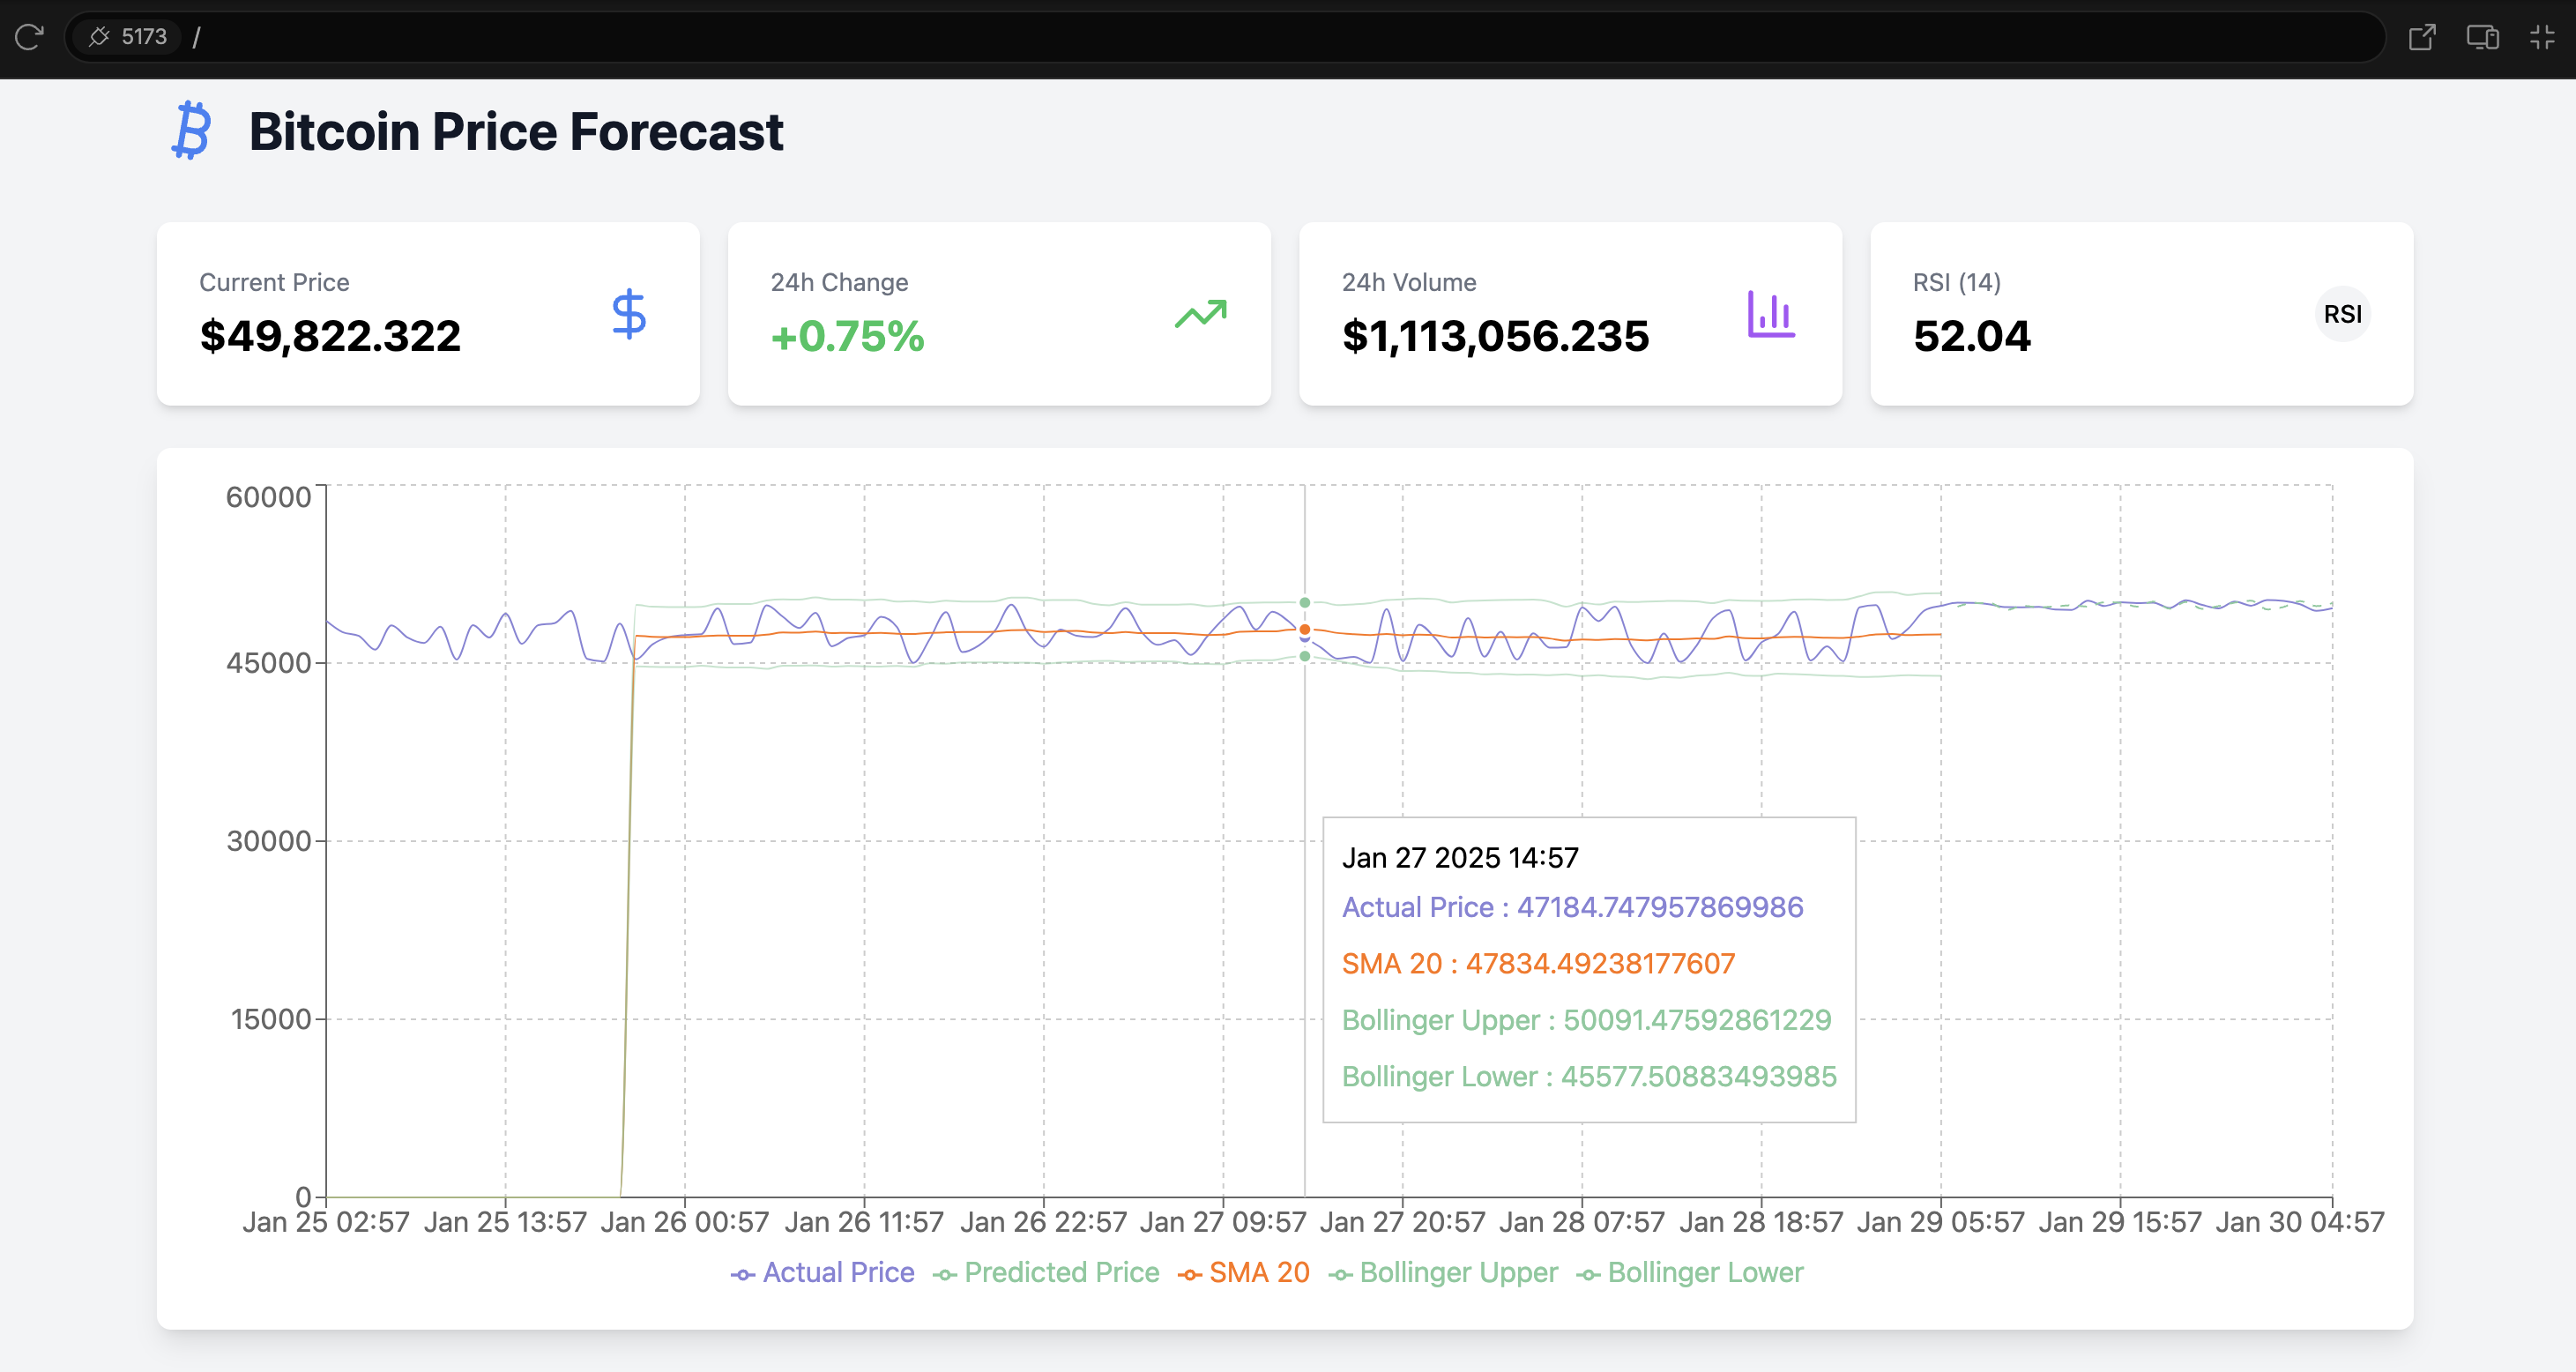 5173 /
Bitcoin Price Forecast
Current Price
$49,822.322
24h Change
+0.75%
24h Volume
$1,113,056.235
RSI (14)
52.04
RSI
60000
45000
30000
15000
0
Jan 27 2025 14:57
Actual Price : 47184.747957869986
SMA 20 : 47834.49238177607
Bollinger Upper : 50091.47592861229
Bollinger Lower : 45577.50883493985
Jan 25 02:57 Jan 25 13:57 Jan 26 00:57 Jan 26 11:57 Jan 26 22:57 Jan 27 09:57 Jan 27 20:57 Jan 28 07:57 Jan 28 18:57 Jan 29 05:57 Jan 29 15:57 Jan 30 04:57
Actual Price Predicted Price SMA 20 Bollinger Upper Bollinger Lower